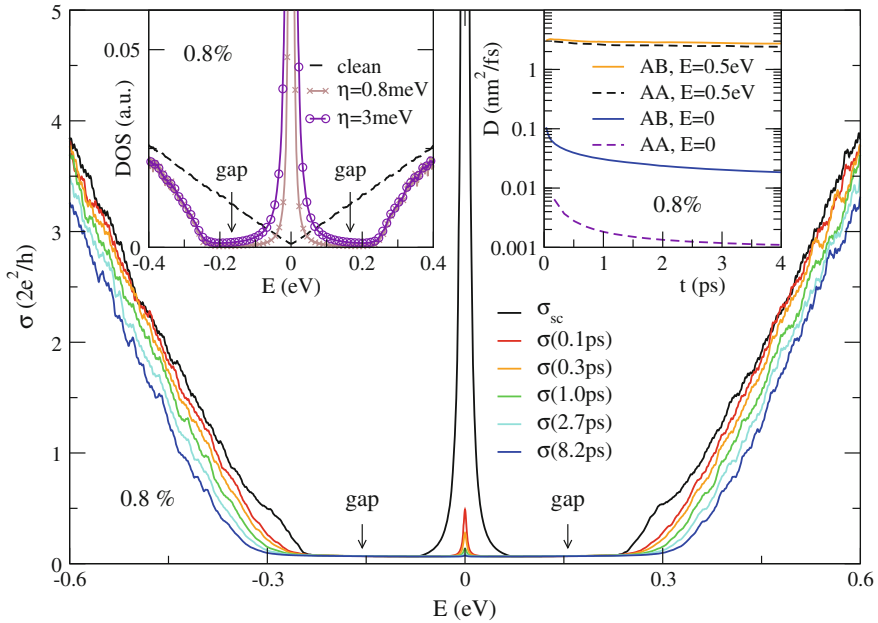 σ (2e²/h)
5
4
3
2
1
0
-0.6
-0.3
0
0.3
0.6
E (eV)
0.8 %
gap
gap
σsc
σ(0.1ps)
σ(0.3ps)
σ(1.0ps)
σ(2.7ps)
σ(8.2ps)
DOS (a.u.)
0.05
0
-0.4
-0.2
0
0.2
0.4
E (eV)
0.8%
clean
η=0.8meV
η=3meV
gap
gap
D (nm²/fs)
1
0.1
0.01
0.001
0
1
2
3
4
t (ps)
AB, E=0.5eV
AA, E=0.5eV
AB, E=0
AA, E=0
0.8%